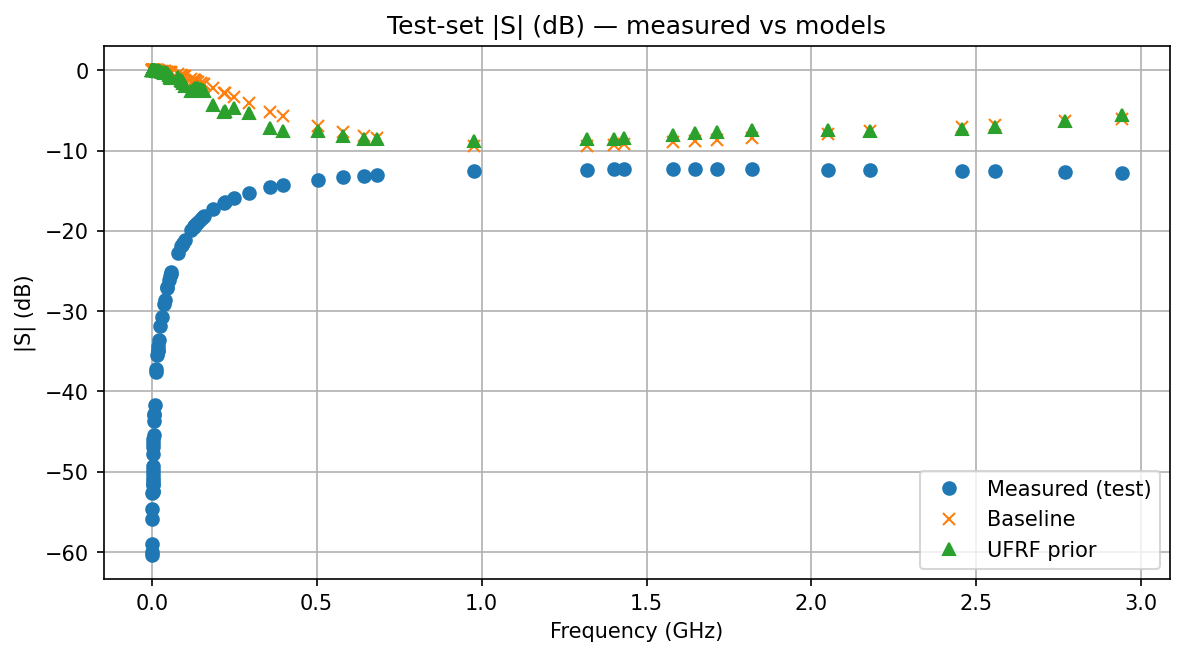 Test-set |S| (dB) — measured vs models
0
−10
−20
−30
−40
−50
−60
|S| (dB)
0.0
0.5
1.0
1.5
2.0
2.5
3.0
Frequency (GHz)
Measured (test)
Baseline
UFRF prior